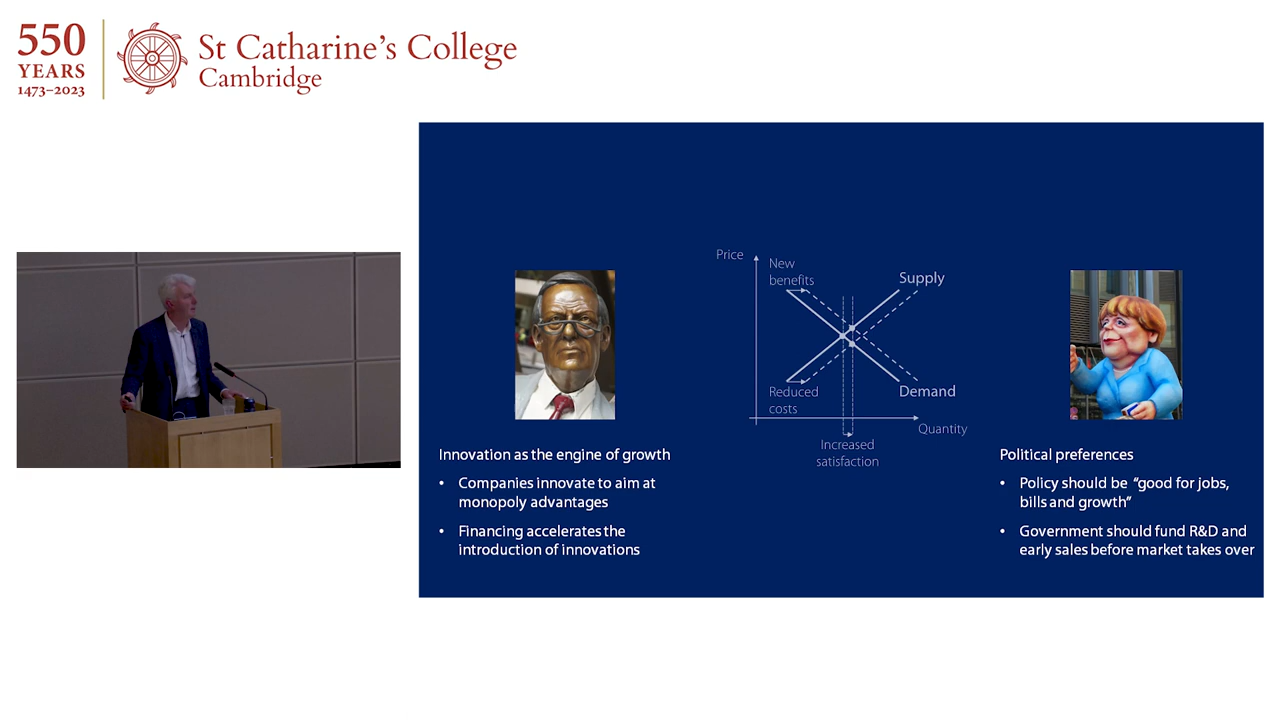 550
YEARS
1473–2023
St Catharine's College
Cambridge
Price
New
benefits
Supply
Reduced
costs
Demand
Quantity
Increased
satisfaction
Innovation as the engine of growth
• Companies innovate to aim at
monopoly advantages
• Financing accelerates the
introduction of innovations
Political preferences
• Policy should be “good for jobs,
bills and growth”
• Government should fund R&D and
early sales before market takes over